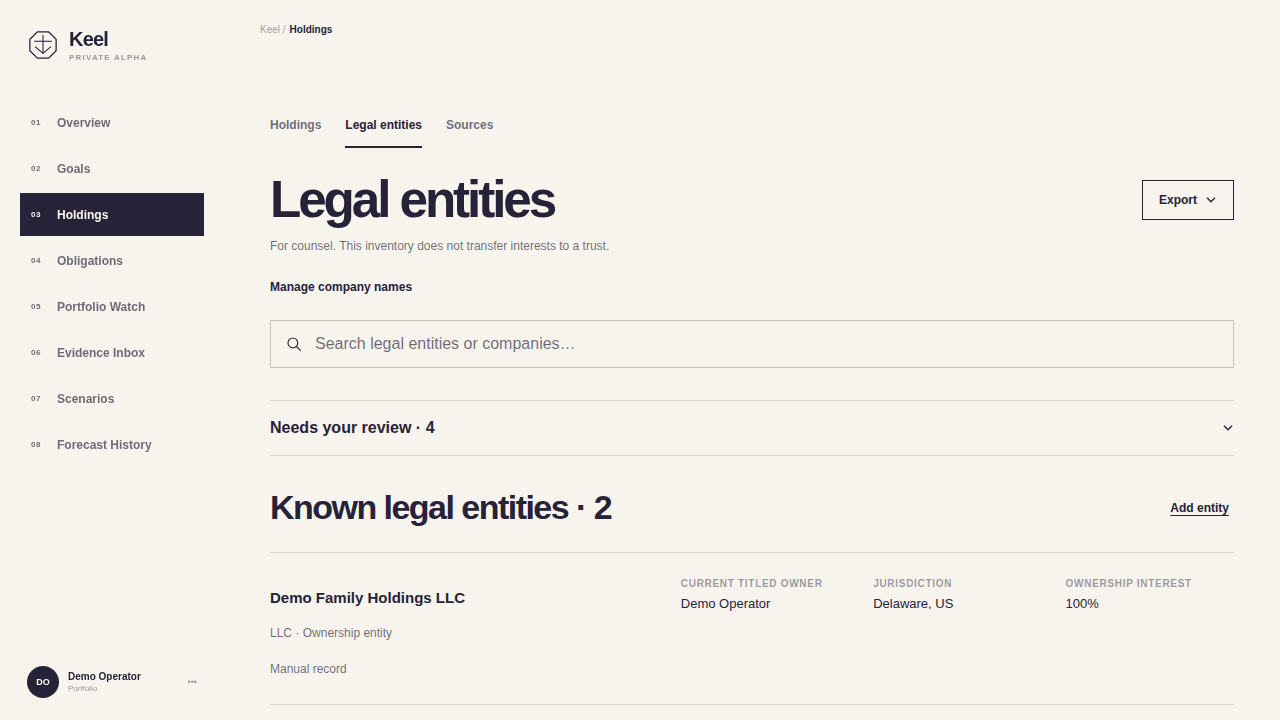 Keel
PRIVATE ALPHA
01 Overview
02 Goals
03 Holdings
04 Obligations
05 Portfolio Watch
06 Evidence Inbox
07 Scenarios
08 Forecast History
DO
Demo Operator
Portfolio
Keel / Holdings
Holdings Legal entities Sources
Legal entities
Export
For counsel. This inventory does not transfer interests to a trust.
Manage company names
Search legal entities or companies…
Needs your review · 4
Known legal entities · 2
Add entity
Demo Family Holdings LLC
LLC · Ownership entity
Manual record
CURRENT TITLED OWNER
Demo Operator
JURISDICTION
Delaware, US
OWNERSHIP INTEREST
100%